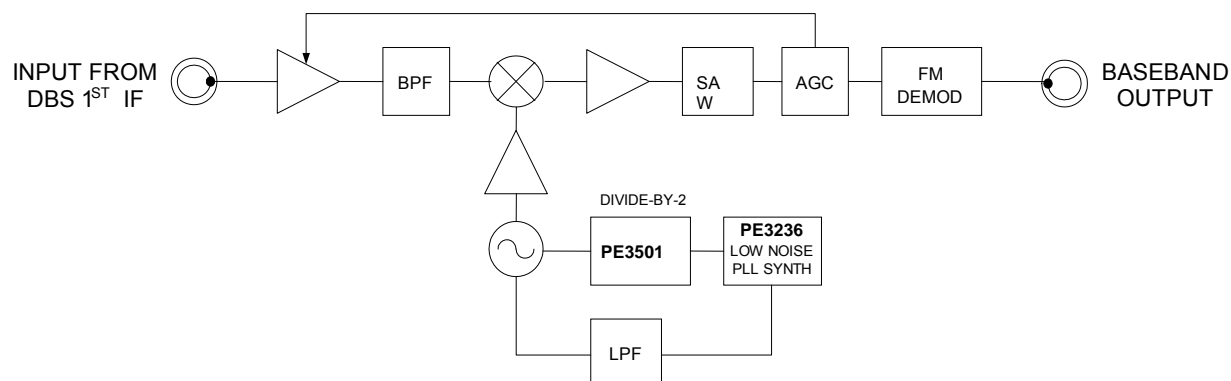 INPUT FROM
DBS 1ST IF
BPF
SA
W
AGC
FM
DEMOD
BASEBAND
OUTPUT
DIVIDE-BY-2
PE3501
PE3236
LOW NOISE
PLL SYNTH
LPF